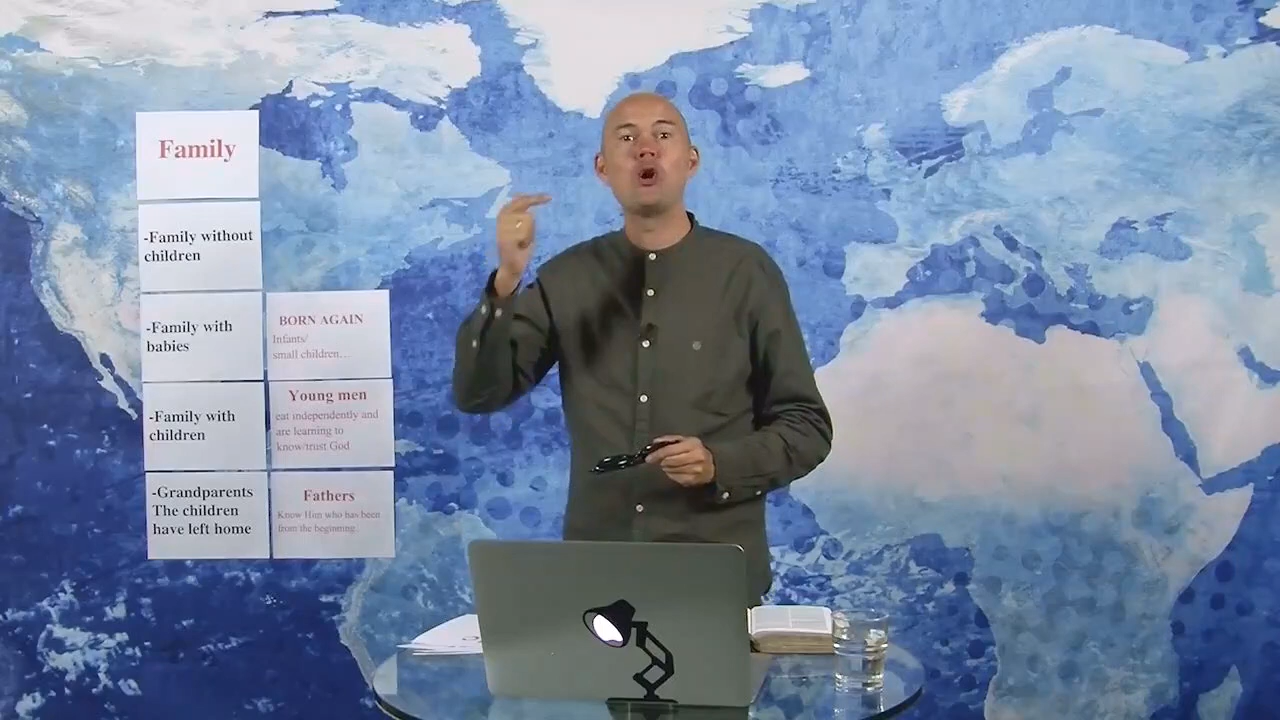 Family
-Family without
children
-Family with
babies
BORN AGAIN
Infants/
small children...
-Family with
children
Young men
eat independently and
are learning to
know/trust God
-Grandparents
The children
have left home
Fathers
Know Him who has been
from the beginning..